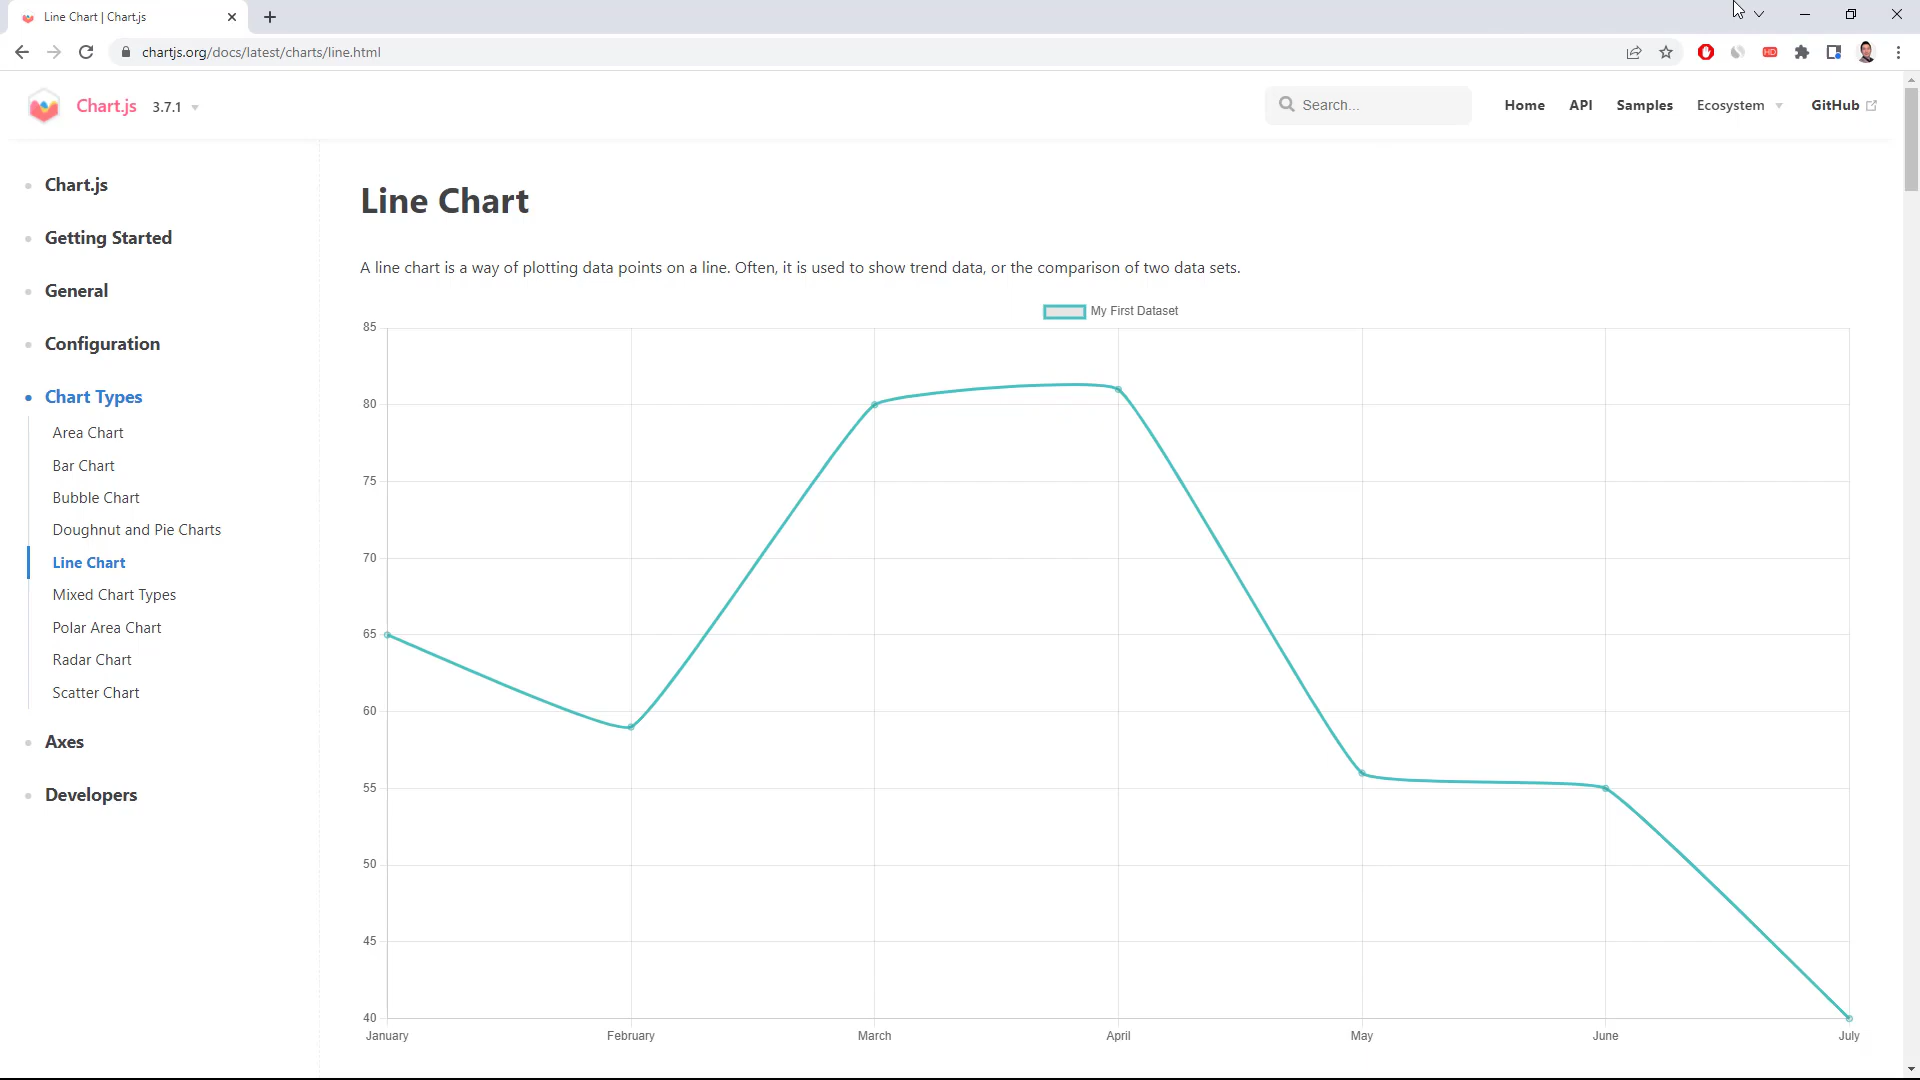 Line Chart | Chart.js
chartjs.org/docs/latest/charts/line.html
HD
Chart.js 3.7.1
Search...
Home
API
Samples
Ecosystem
GitHub
Chart.js
Getting Started
General
Configuration
Chart Types
Area Chart
Bar Chart
Bubble Chart
Doughnut and Pie Charts
Line Chart
Mixed Chart Types
Polar Area Chart
Radar Chart
Scatter Chart
Axes
Developers
Line Chart
A line chart is a way of plotting data points on a line. Often, it is used to show trend data, or the comparison of two data sets.
My First Dataset
85
80
75
70
65
60
55
50
45
40
January February March April May June July